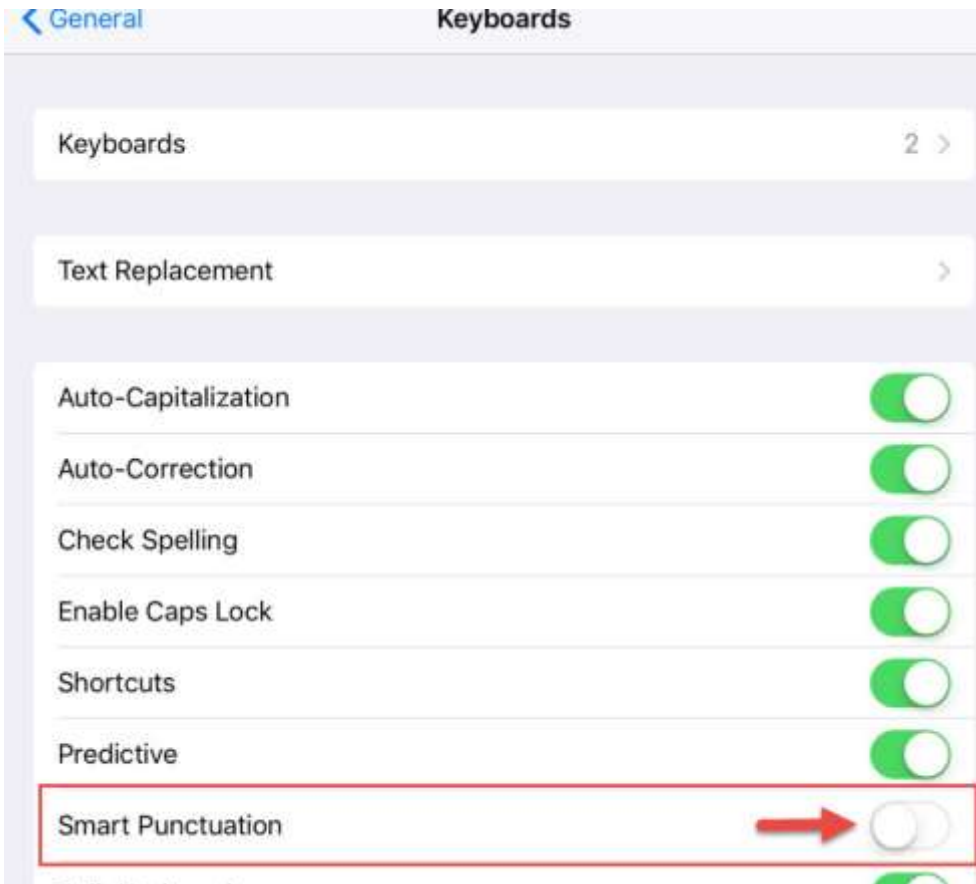 General
Keyboards
Keyboards 2
Text Replacement
Auto-Capitalization
Auto-Correction
Check Spelling
Enable Caps Lock
Shortcuts
Predictive
Smart Punctuation